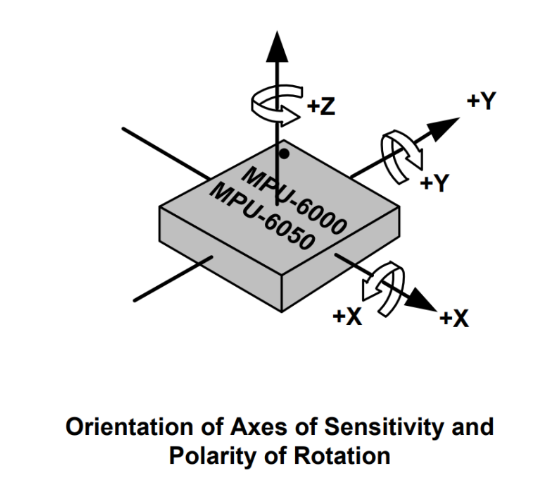 +Z
+Y
+Y
MPU-6000
MPU-6050
+X
+X
Orientation of Axes of Sensitivity and
Polarity of Rotation